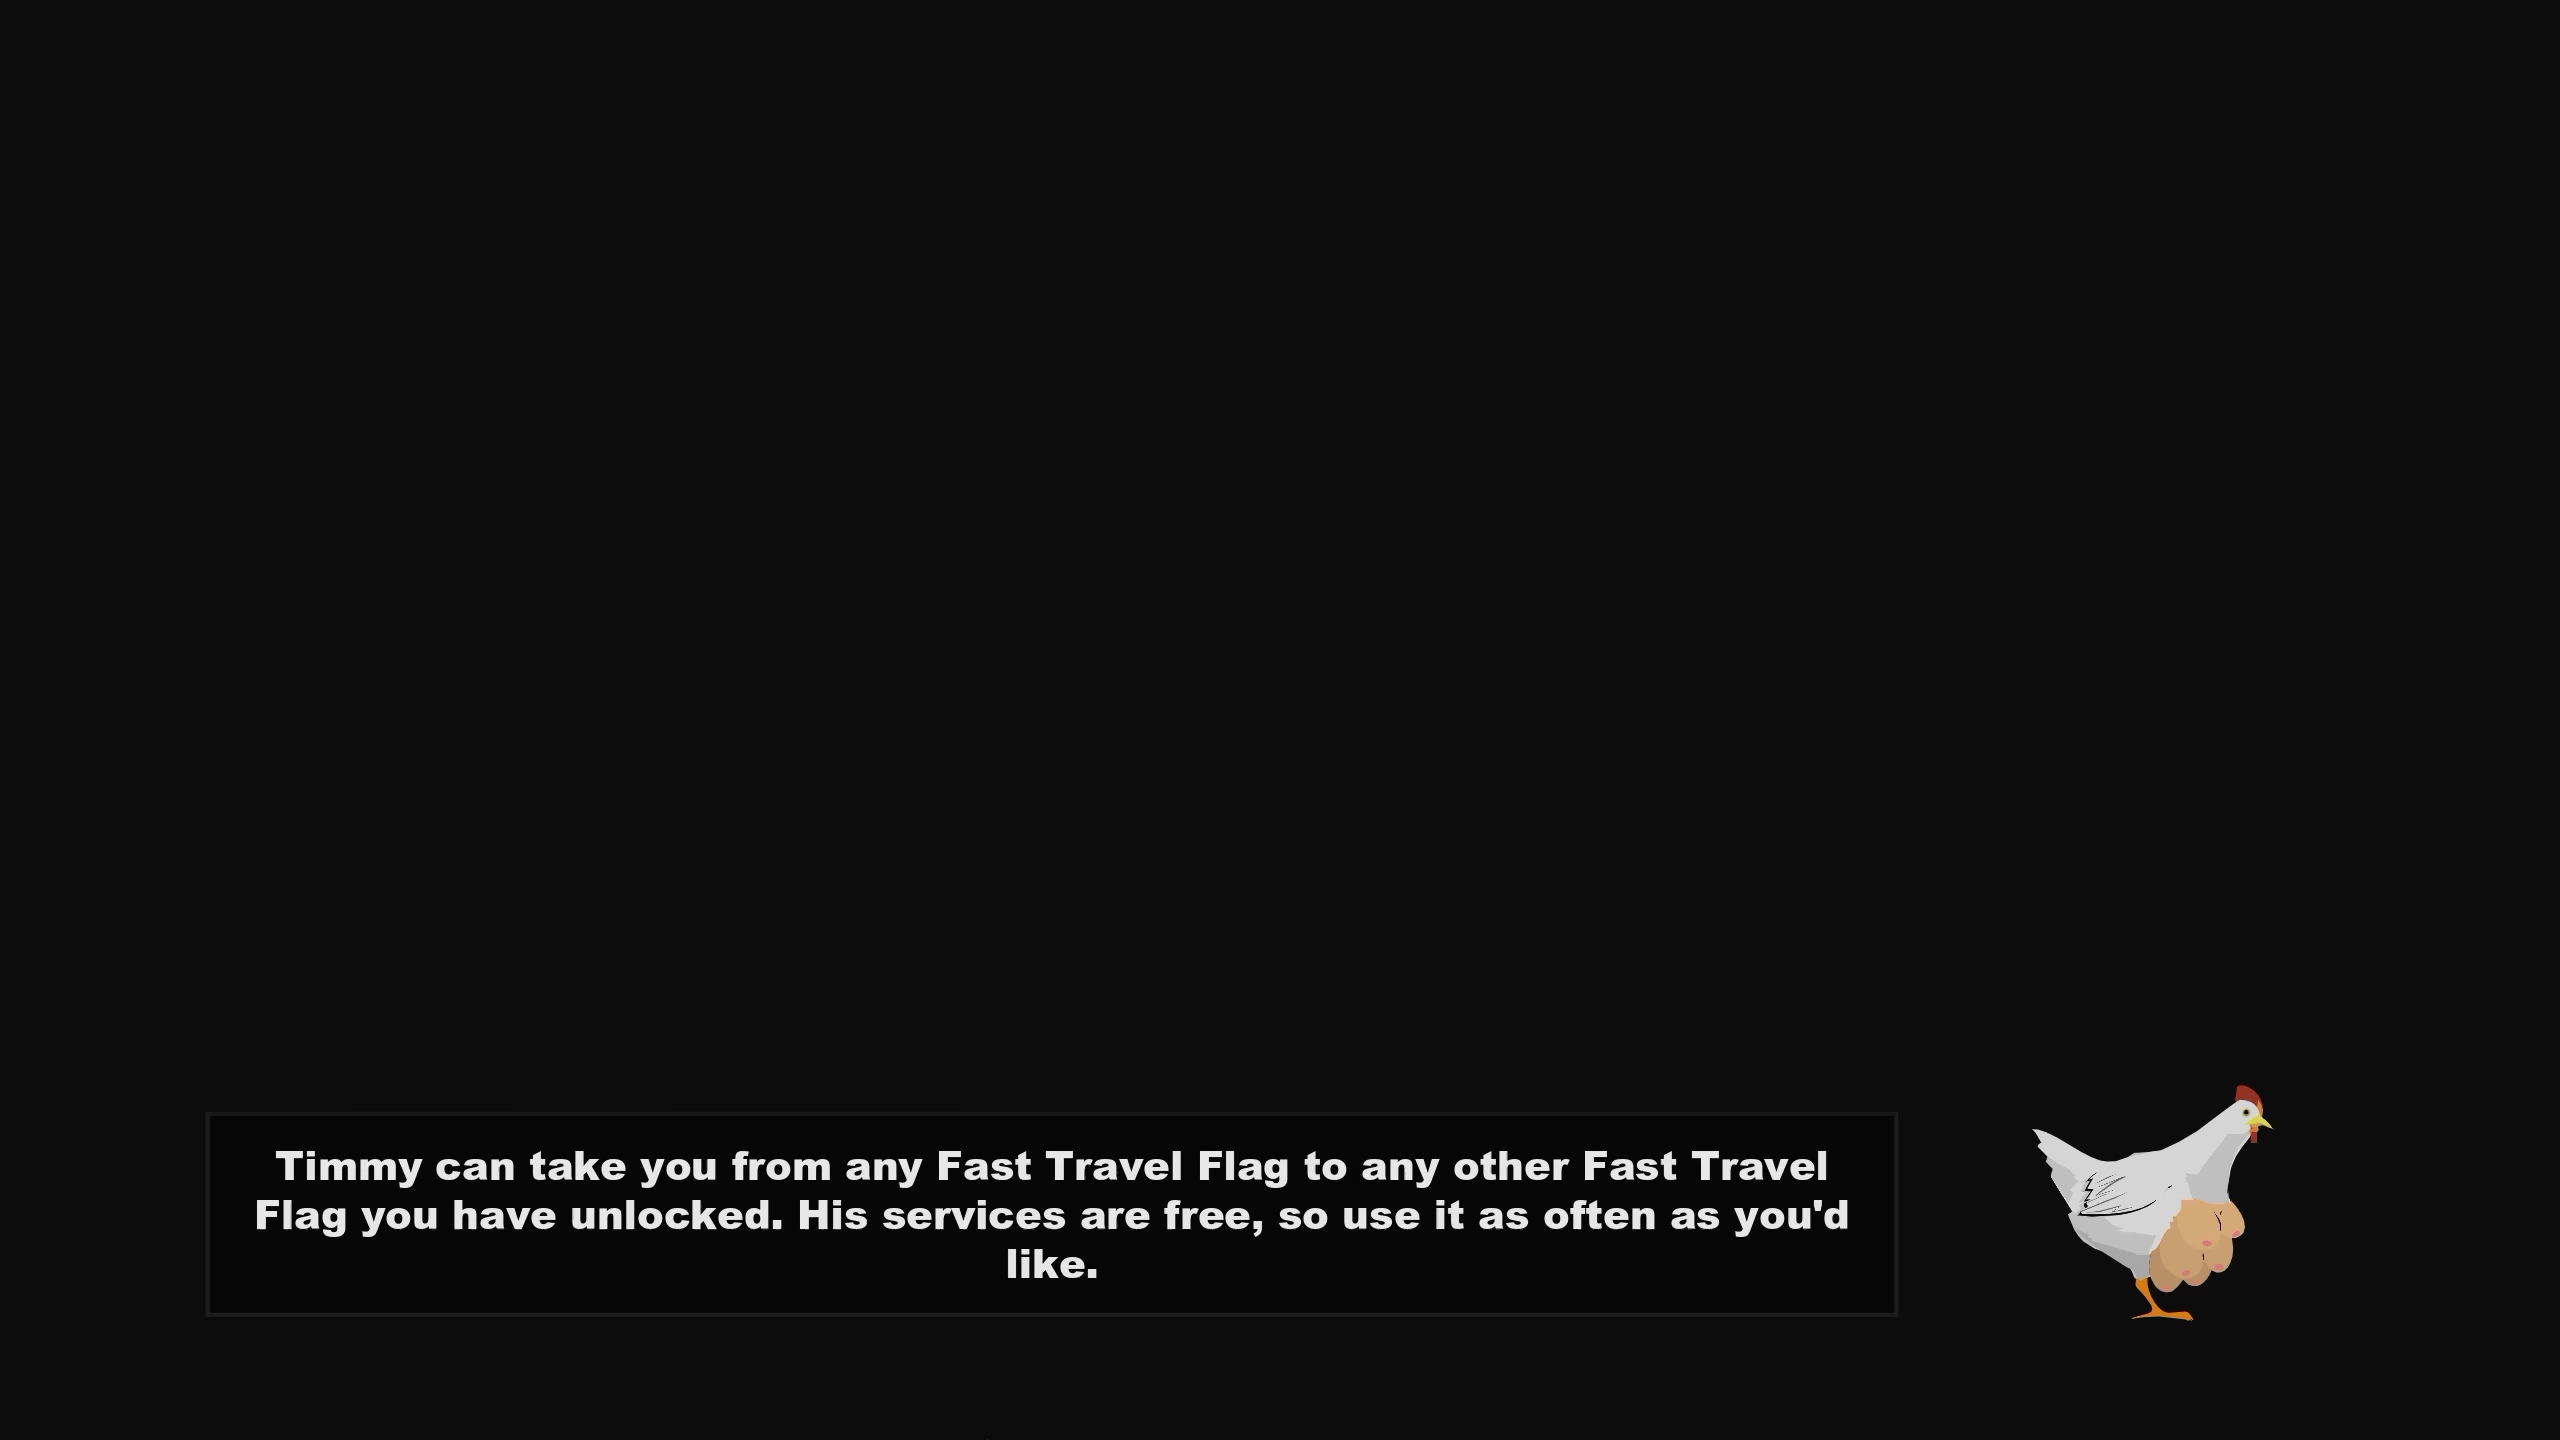 Timmy can take you from any Fast Travel Flag to any other Fast Travel
Flag you have unlocked. His services are free, so use it as often as you'd
like.